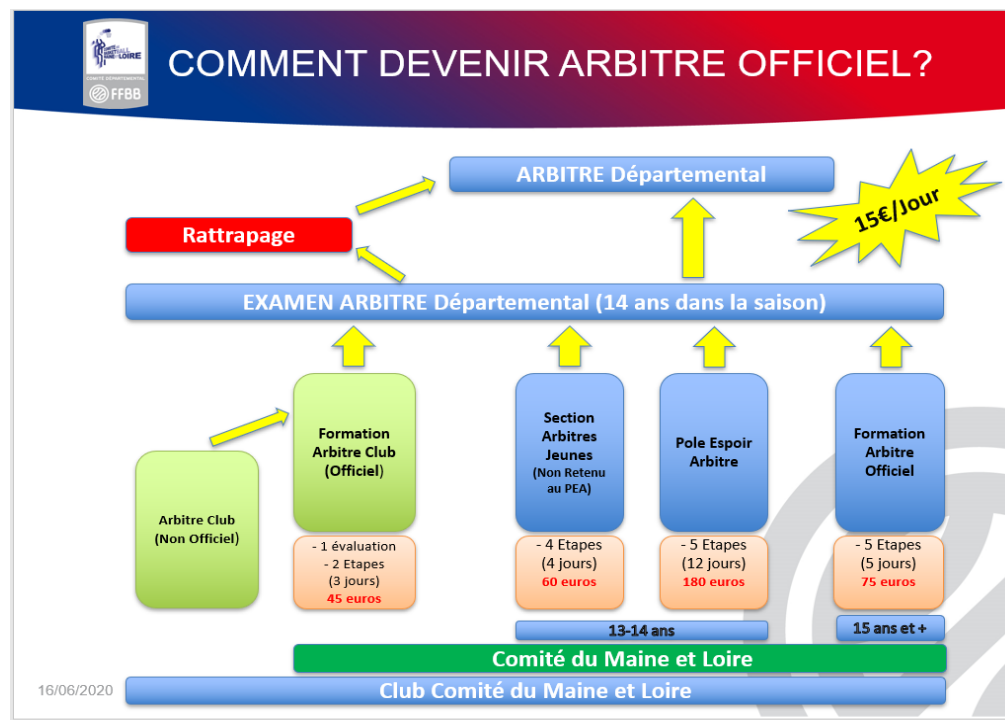 COMITÉ DÉPARTEMENTAL
FFBB
COMMENT DEVENIR ARBITRE OFFICIEL?
ARBITRE Départemental
15€/Jour
Rattrapage
EXAMEN ARBITRE Départemental (14 ans dans la saison)
Arbitre Club
(Non Officiel)
Formation
Arbitre Club
(Officiel)
- 1 évaluation
- 2 Etapes
(3 jours)
45 euros
Section
Arbitres
Jeunes
(Non Retenu
au PEA)
- 4 Etapes
(4 jours)
60 euros
Pole Espoir
Arbitre
- 5 Etapes
(12 jours)
180 euros
Formation
Arbitre
Officiel
- 5 Etapes
(5 jours)
75 euros
13-14 ans
15 ans et +
Comité du Maine et Loire
16/06/2020
Club Comité du Maine et Loire